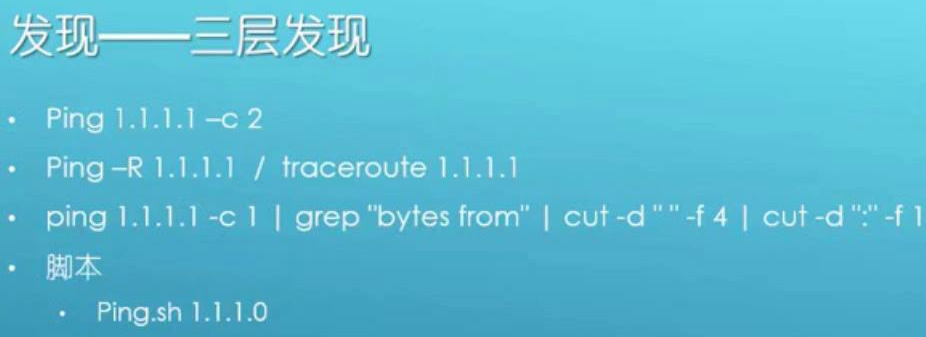 发现——三层发现
• Ping 1.1.1.1 –c 2
• Ping –R 1.1.1.1 / traceroute 1.1.1.1
• ping 1.1.1.1 -c 1 | grep "bytes from" | cut -d " " -f 4 | cut -d ":" -f 1
• 脚本
• Ping.sh 1.1.1.0